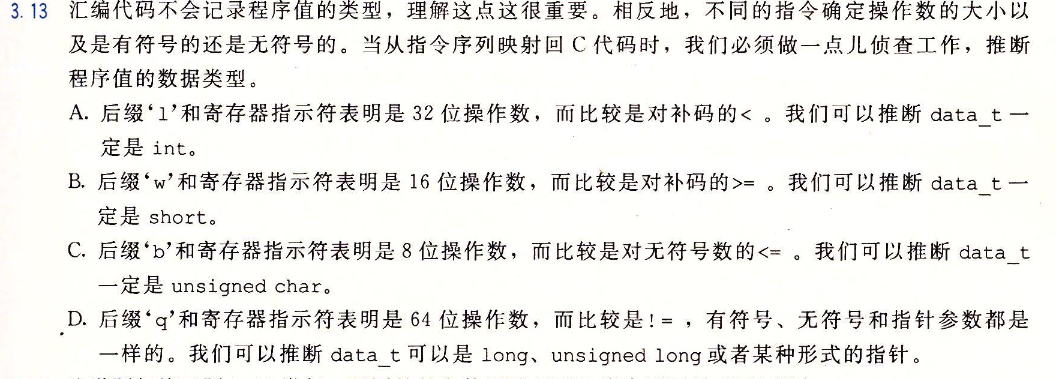 3.13 汇编代码不会记录程序值的类型，理解这点这很重要。相反地，不同的指令确定操作数的大小以
及是有符号的还是无符号的。当从指令序列映射回 C 代码时，我们必须做一点儿侦查工作，推断
程序值的数据类型。
A. 后缀‘l’和寄存器指示符表明是 32 位操作数，而比较是对补码的< 。我们可以推断 data_t 一
定是 int。
B. 后缀‘w’和寄存器指示符表明是 16 位操作数，而比较是对补码的>= 。我们可以推断 data_t 一
定是 short。
C. 后缀‘b’和寄存器指示符表明是 8 位操作数，而比较是对无符号数的<= 。我们可以推断 data_t
一定是 unsigned char。
D. 后缀‘q’和寄存器指示符表明是 64 位操作数，而比较是!= ，有符号、无符号和指针参数都是
一样的。我们可以推断 data_t 可以是 long、unsigned long 或者某种形式的指针。